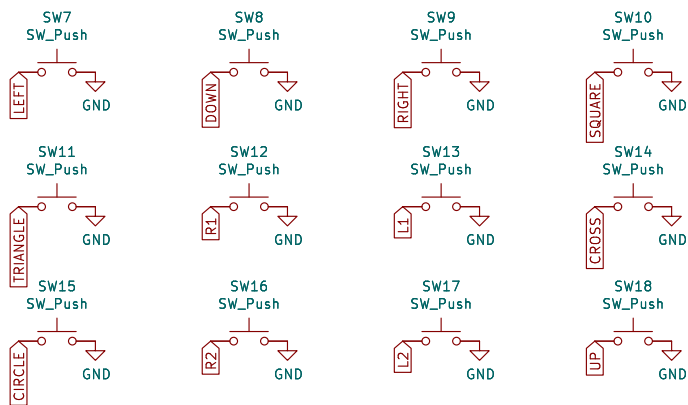 SW7
SW_Push
LEFT
GND
SW8
SW_Push
DOWN
GND
SW9
SW_Push
RIGHT
GND
SW10
SW_Push
SQUARE
GND
SW11
SW_Push
TRIANGLE
GND
SW12
SW_Push
R1
GND
SW13
SW_Push
L1
GND
SW14
SW_Push
CROSS
GND
SW15
SW_Push
CIRCLE
GND
SW16
SW_Push
R2
GND
SW17
SW_Push
L2
GND
SW18
SW_Push
UP
GND